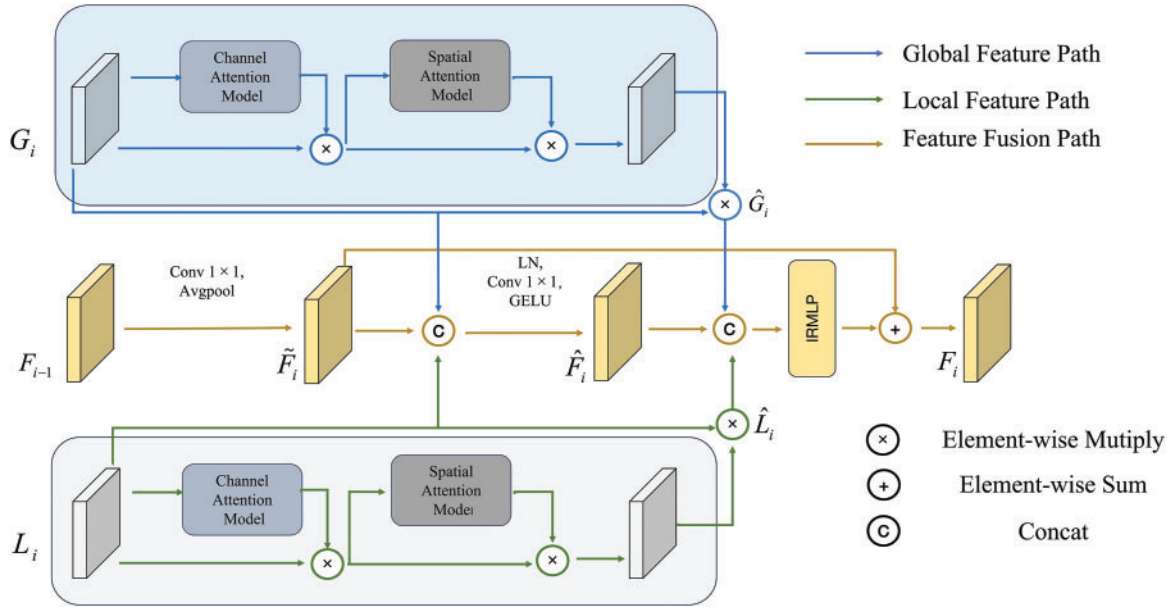 Channel
Attention
Model
Spatial
Attention
Model
G_i
Ĝ_i
Global Feature Path
Local Feature Path
Feature Fusion Path
Conv 1 × 1,
Avgpool
LN,
Conv 1 × 1,
GELU
C
C
IRMLP
F_{i−1}
F̃_i
F̂_i
F_i
L̂_i
Channel
Attention
Model
Spatial
Attention
Model
L_i
× Element-wise Mutiply
+ Element-wise Sum
C Concat